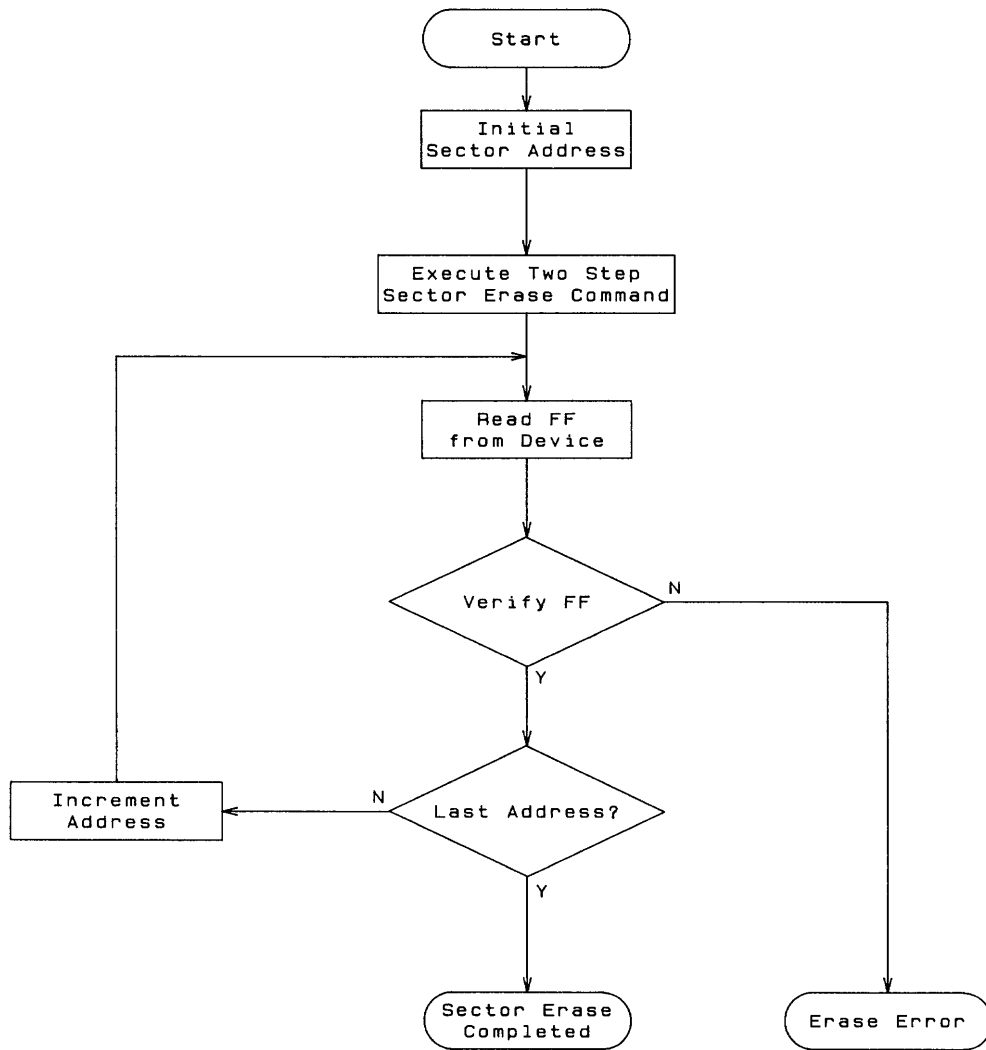 Start
Initial
Sector Address
Execute Two Step
Sector Erase Command
Read FF
from Device
Verify FF
N
Y
Increment
Address
N
Last Address?
Y
Sector Erase
Completed
Erase Error